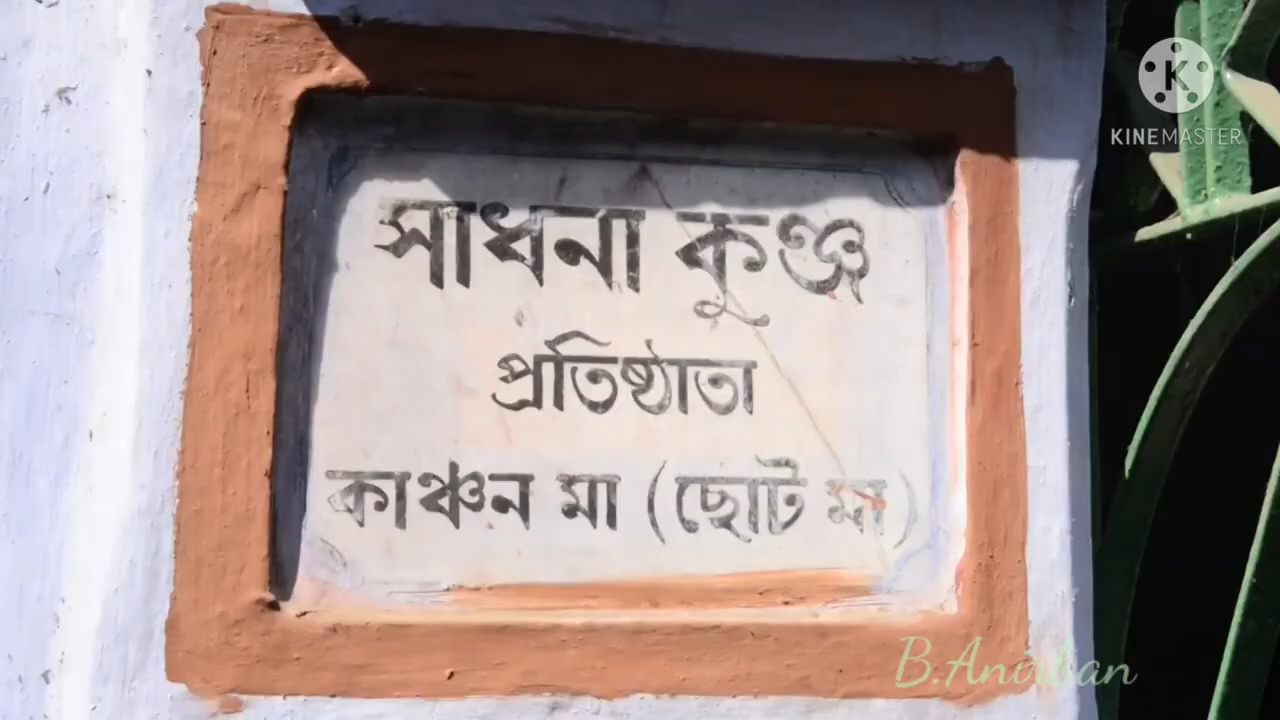 KINEMASTER
সাধনা কুঞ্জ
প্রতিষ্ঠাতা
কাঞ্চন মা (ছোট মা)
B.Anirban